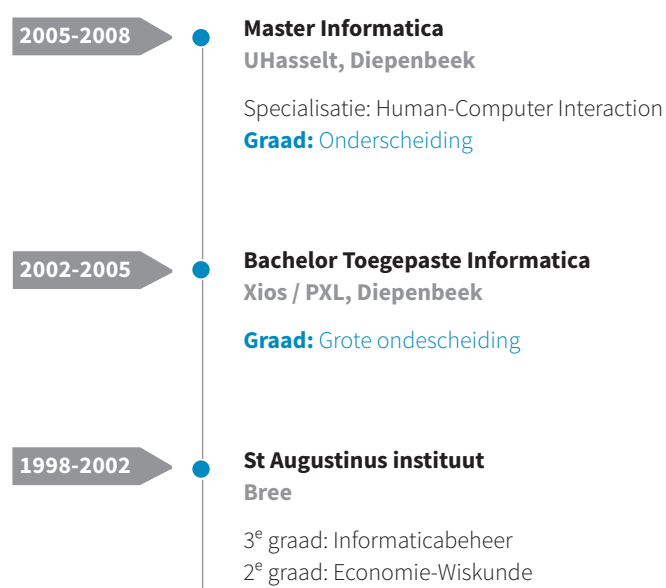 2005-2008
Master Informatica
UHasselt, Diepenbeek
Specialisatie: Human-Computer Interaction
Graad: Onderscheiding
2002-2005
Bachelor Toegepaste Informatica
Xios / PXL, Diepenbeek
Graad: Grote ondescheiding
1998-2002
St Augustinus instituut
Bree
3e graad: Informaticabeheer
2e graad: Economie-Wiskunde